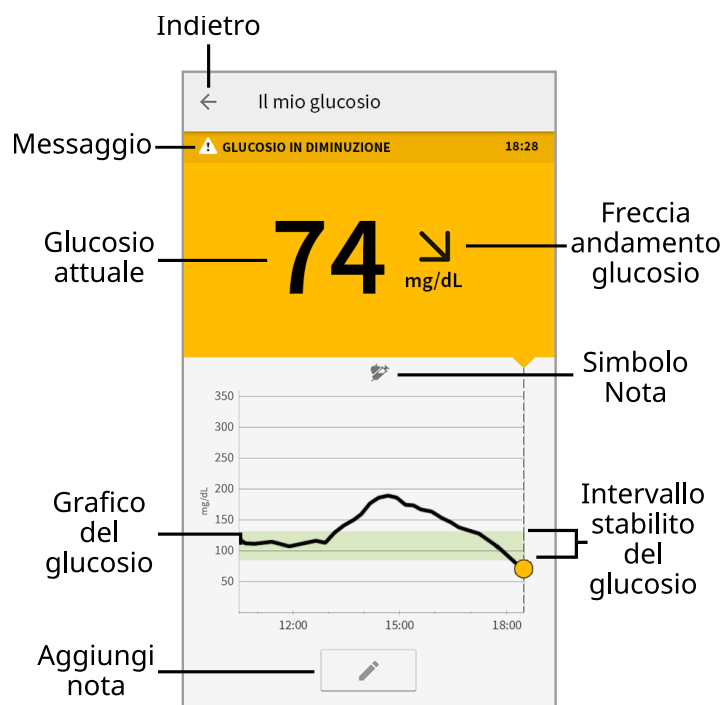 Indietro
Il mio glucosio
Messaggio
GLUCOSIO IN DIMINUZIONE
18:28
Glucosio
attuale
74
mg/dL
Freccia
andamento
glucosio
Simbolo
Nota
350
300
250
200
150
100
50
mg/dL
Grafico
del
glucosio
Intervallo
stabilito
del
glucosio
12:00
15:00
18:00
Aggiungi
nota